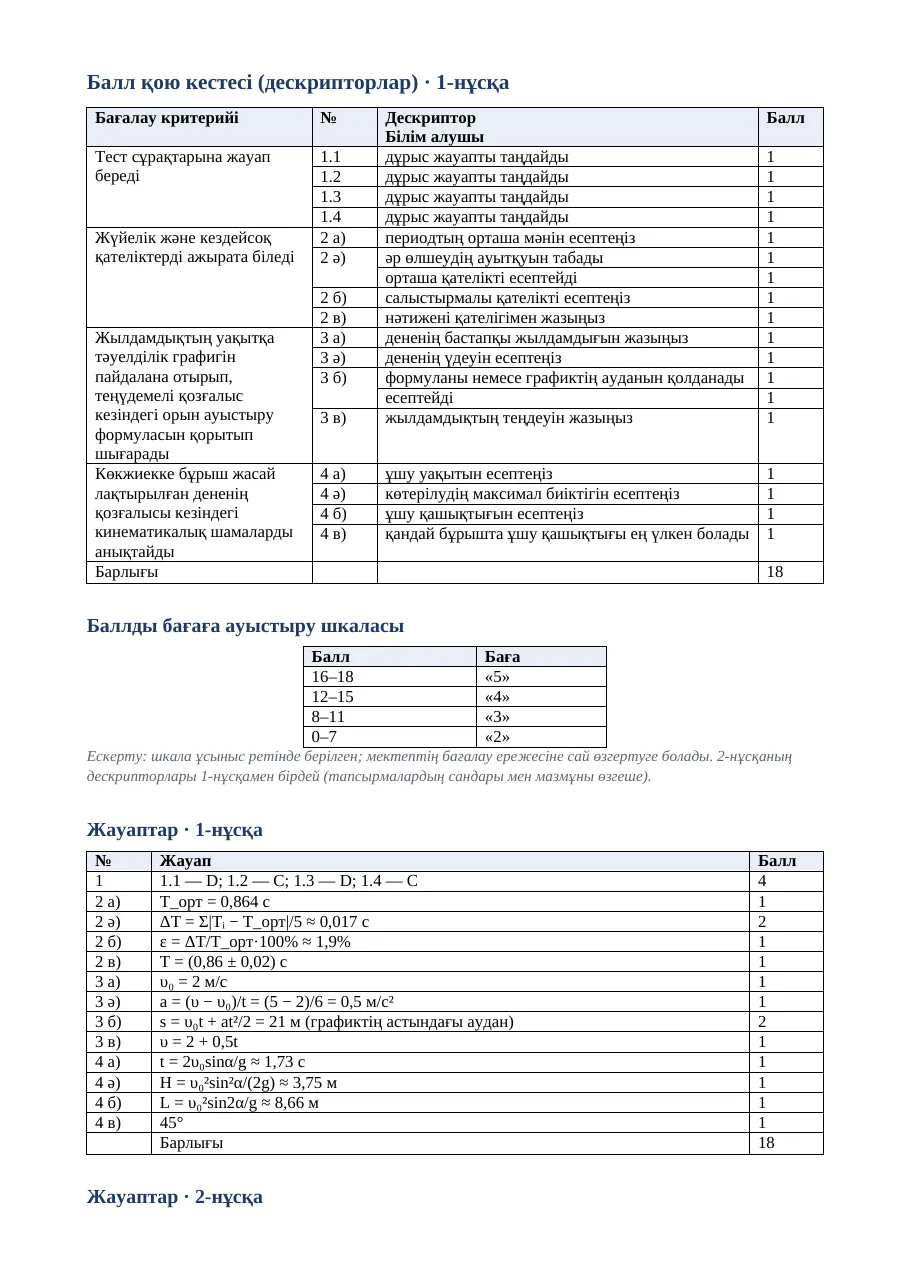 Балл қою кестесі (дескрипторлар) · 1-нұсқа
Бағалау критерийі № Дескриптор Балл
Білім алушы
Тест сұрақтарына жауап 1.1 дұрыс жауапты таңдайды 1
береді 1.2 дұрыс жауапты таңдайды 1
1.3 дұрыс жауапты таңдайды 1
1.4 дұрыс жауапты таңдайды 1
Жүйелік және кездейсоқ 2 а) периодтың орташа мәнін есептеңіз 1
қателіктерді ажырата біледі 2 ә) әр өлшеудің ауытқуын табады 1
орташа қателікті есептейді 1
2 б) салыстырмалы қателікті есептеңіз 1
2 в) нәтижені қателігімен жазыңыз 1
Жылдамдықтың уақытқа 3 а) дененің бастапқы жылдамдығын жазыңыз 1
тәуелділік графигін 3 ә) дененің үдеуін есептеңіз 1
пайдалана отырып, 3 б) формуланы немесе графиктің ауданын қолданады 1
теңүдемелі қозғалыс есептейді 1
кезіндегі орын ауыстыру 3 в) жылдамдықтың теңдеуін жазыңыз 1
формуласын қорытып
шығарады
Көкжиекке бұрыш жасай 4 а) ұшу уақытын есептеңіз 1
лақтырылған дененің 4 ә) көтерілудің максимал биіктігін есептеңіз 1
қозғалысы кезіндегі 4 б) ұшу қашықтығын есептеңіз 1
кинематикалық шамаларды 4 в) қандай бұрышта ұшу қашықтығы ең үлкен болады 1
анықтайды
Барлығы 18
Баллды бағаға ауыстыру шкаласы
Балл Баға
16–18 «5»
12–15 «4»
8–11 «3»
0–7 «2»
Ескерту: шкала ұсыныс ретінде берілген; мектептің бағалау ережесіне сай өзгертуге болады. 2-нұсқаның
дескрипторлары 1-нұсқамен бірдей (тапсырмалардың сандары мен мазмұны өзгеше).
Жауаптар · 1-нұсқа
№ Жауап Балл
1 1.1 — D; 1.2 — C; 1.3 — D; 1.4 — C 4
2 а) T_орт = 0,864 с 1
2 ә) ΔT = Σ|Tᵢ − T_орт|/5 ≈ 0,017 с 2
2 б) ε = ΔT/T_орт·100% ≈ 1,9% 1
2 в) T = (0,86 ± 0,02) с 1
3 а) υ₀ = 2 м/с 1
3 ә) a = (υ − υ₀)/t = (5 − 2)/6 = 0,5 м/с² 1
3 б) s = υ₀t + at²/2 = 21 м (графиктің астындағы аудан) 2
3 в) υ = 2 + 0,5t 1
4 а) t = 2υ₀sinα/g ≈ 1,73 с 1
4 ә) H = υ₀²sin²α/(2g) ≈ 3,75 м 1
4 б) L = υ₀²sin2α/g ≈ 8,66 м 1
4 в) 45° 1
Барлығы 18
Жауаптар · 2-нұсқа